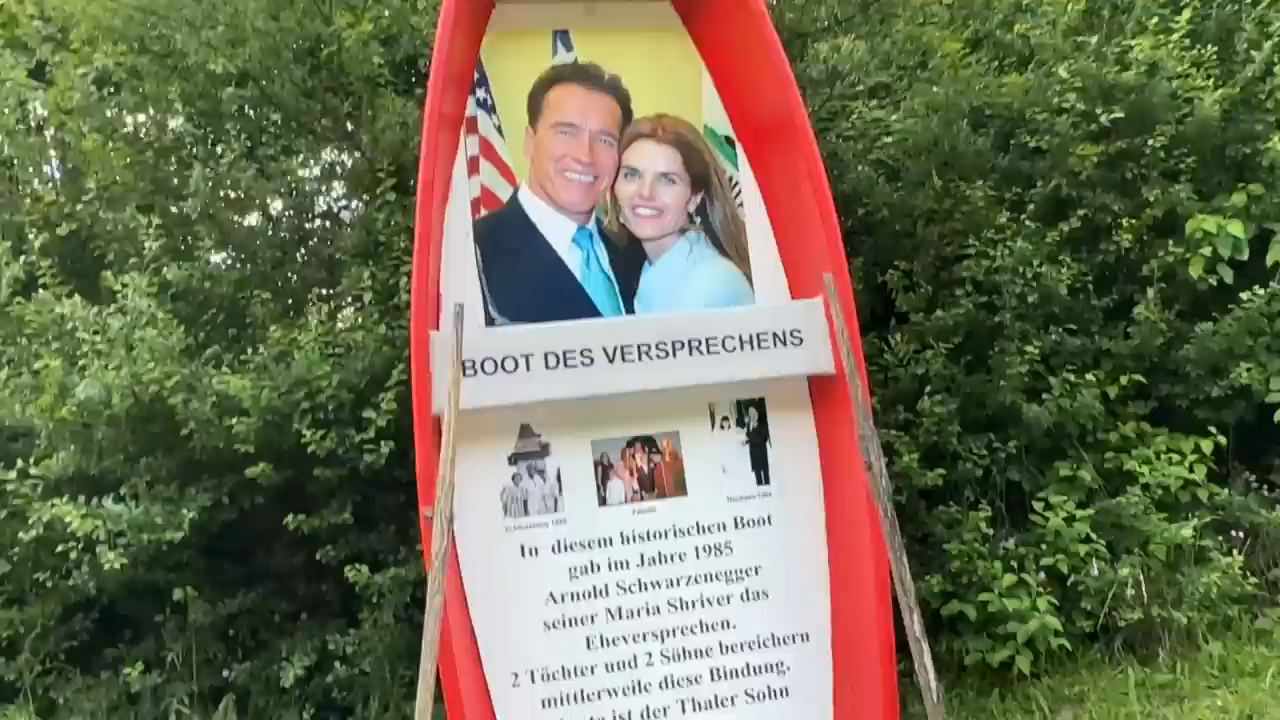 BOOT DES VERSPRECHENS
In diesem historischen Boot
gab im Jahre 1985
Arnold Schwarzenegger
seiner Maria Shriver das
Eheversprechen.
2 Töchter und 2 Söhne bereichern
mittlerweile diese Bindung.
ist der Thaler Sohn